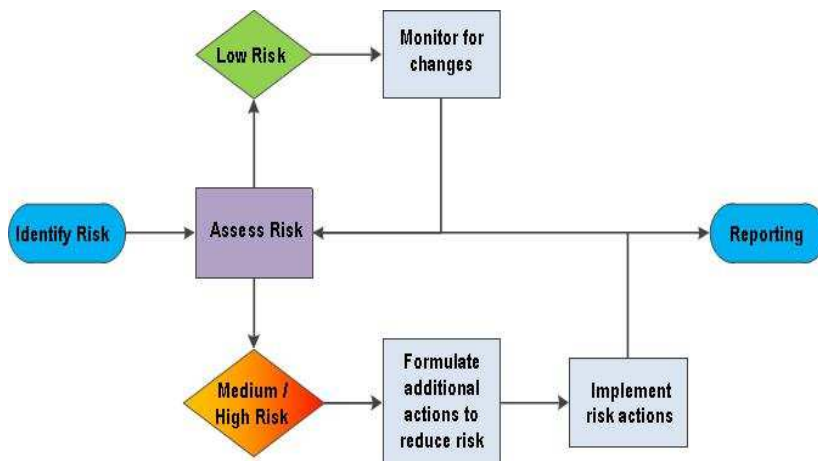 Low Risk
Monitor for
changes
Identify Risk
Assess Risk
Reporting
Medium /
High Risk
Formulate
additional
actions to
reduce risk
Implement
risk actions